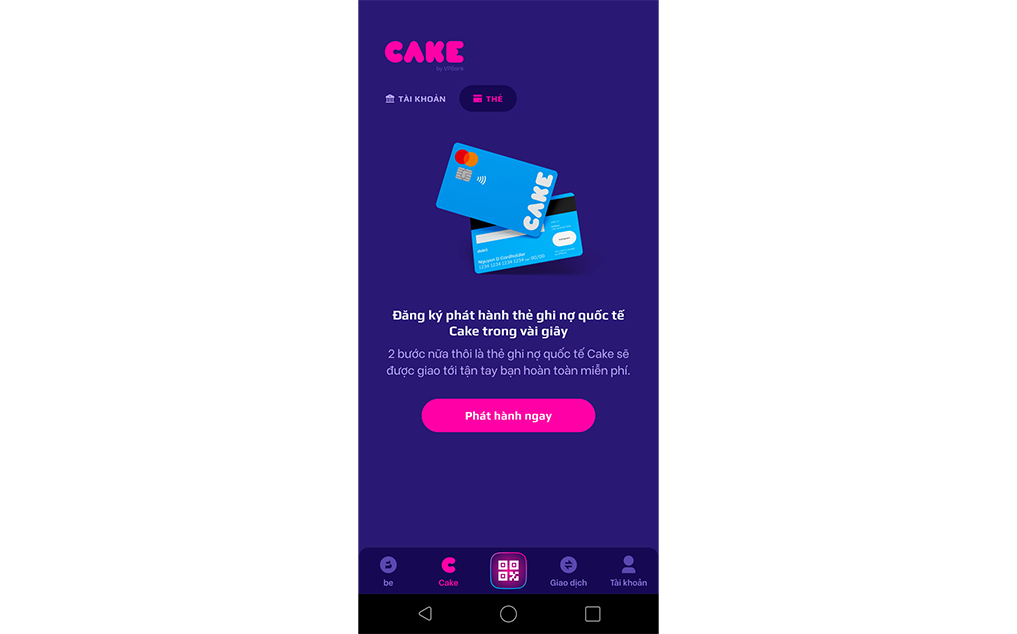 CAKE
by VPBank
TÀI KHOẢN
THẺ
CAKE
Debit
Nguyen D Cardholder
1234 1234 1234 1234 00/00
Đăng ký phát hành thẻ ghi nợ quốc tế
Cake trong vài giây
2 bước nữa thôi là thẻ ghi nợ quốc tế Cake sẽ
được giao tới tận tay bạn hoàn toàn miễn phí.
Phát hành ngay
be
Cake
Giao dịch
Tài khoản